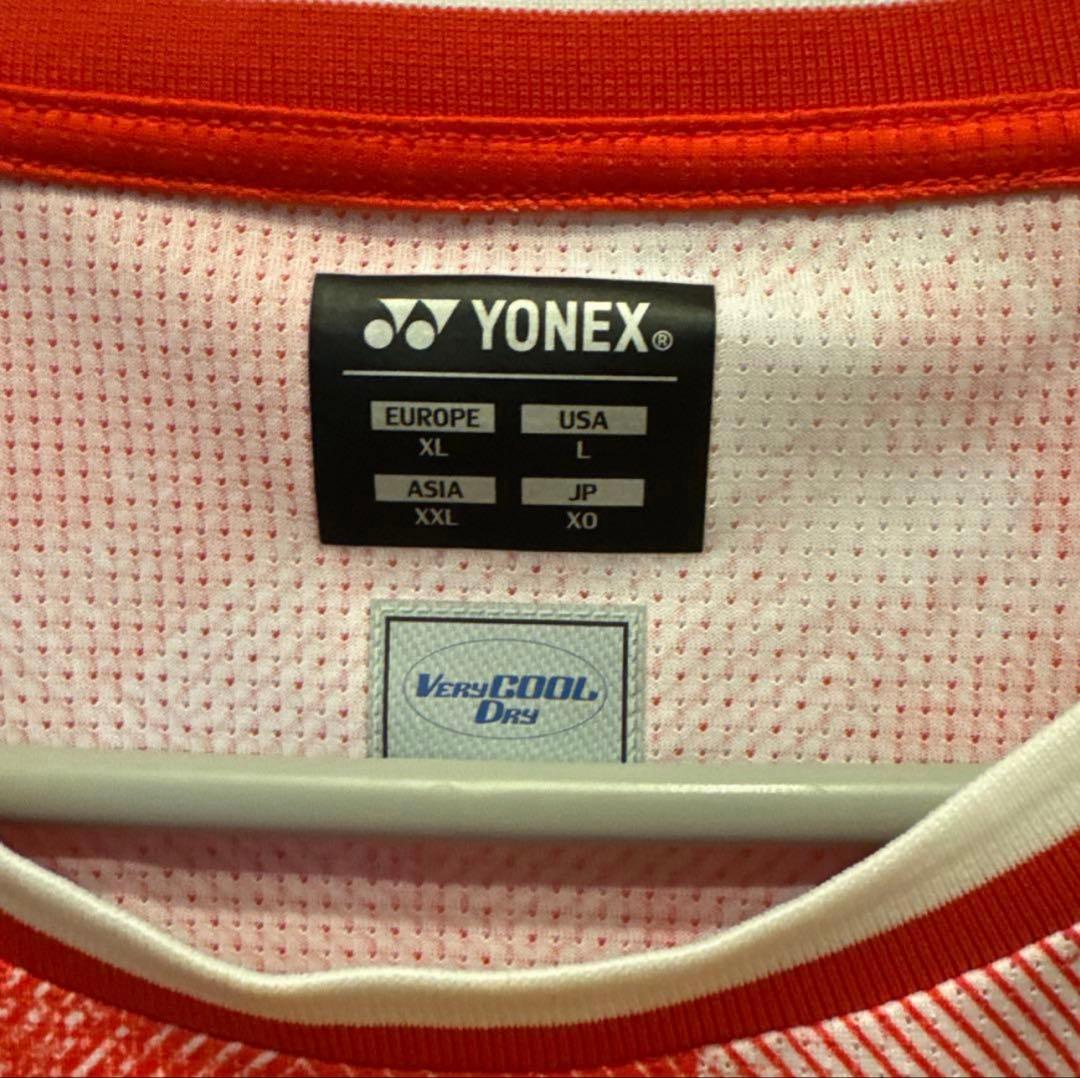 YONEX®
EUROPE USA
XL L
ASIA JP
XXL XO
VERY COOL
DRY